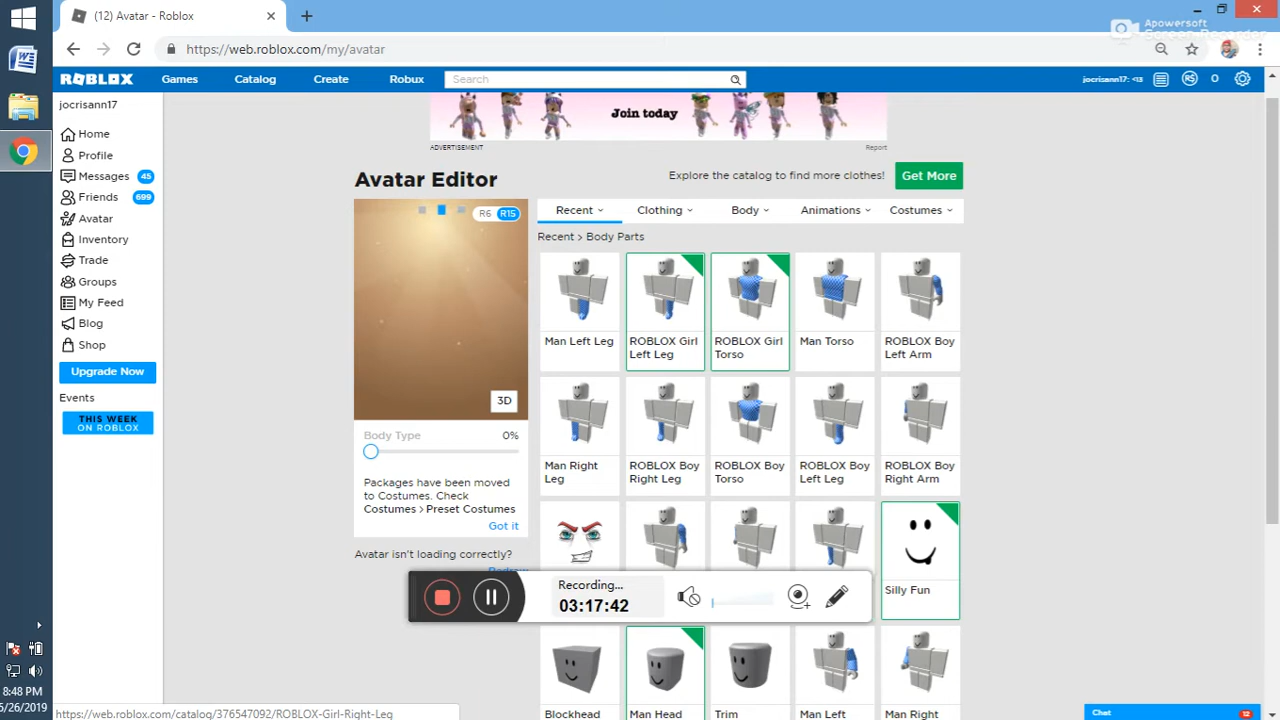 (12) Avatar - Roblox
Apowersoft
Screen Recorder
https://web.roblox.com/my/avatar
ROBLOX
Games
Catalog
Create
Robux
Search
jocrisann17: <13
0
jocrisann17
Home
Profile
Messages 45
Friends 699
Avatar
Inventory
Trade
Groups
My Feed
Blog
Shop
Upgrade Now
Events
THIS WEEK
ON ROBLOX
Join today
ADVERTISEMENT
Report
Avatar Editor
Explore the catalog to find more clothes!
Get More
R6 R15
3D
Body Type 0%
Packages have been moved
to Costumes. Check
Costumes > Preset Costumes
Got it
Avatar isn't loading correctly?
Redraw
Recent
Clothing
Body
Animations
Costumes
Recent > Body Parts
Man Left Leg
ROBLOX Girl
Left Leg
ROBLOX Girl
Torso
Man Torso
ROBLOX Boy
Left Arm
Man Right
Leg
ROBLOX Boy
Right Leg
ROBLOX Boy
Torso
ROBLOX Boy
Left Leg
ROBLOX Boy
Right Arm
Silly Fun
Recording...
03:17:42
Blockhead
Man Head
Trim
Man Left
Man Right
8:48 PM
5/26/2019
https://web.roblox.com/catalog/376547092/ROBLOX-Girl-Right-Leg
Chat
12